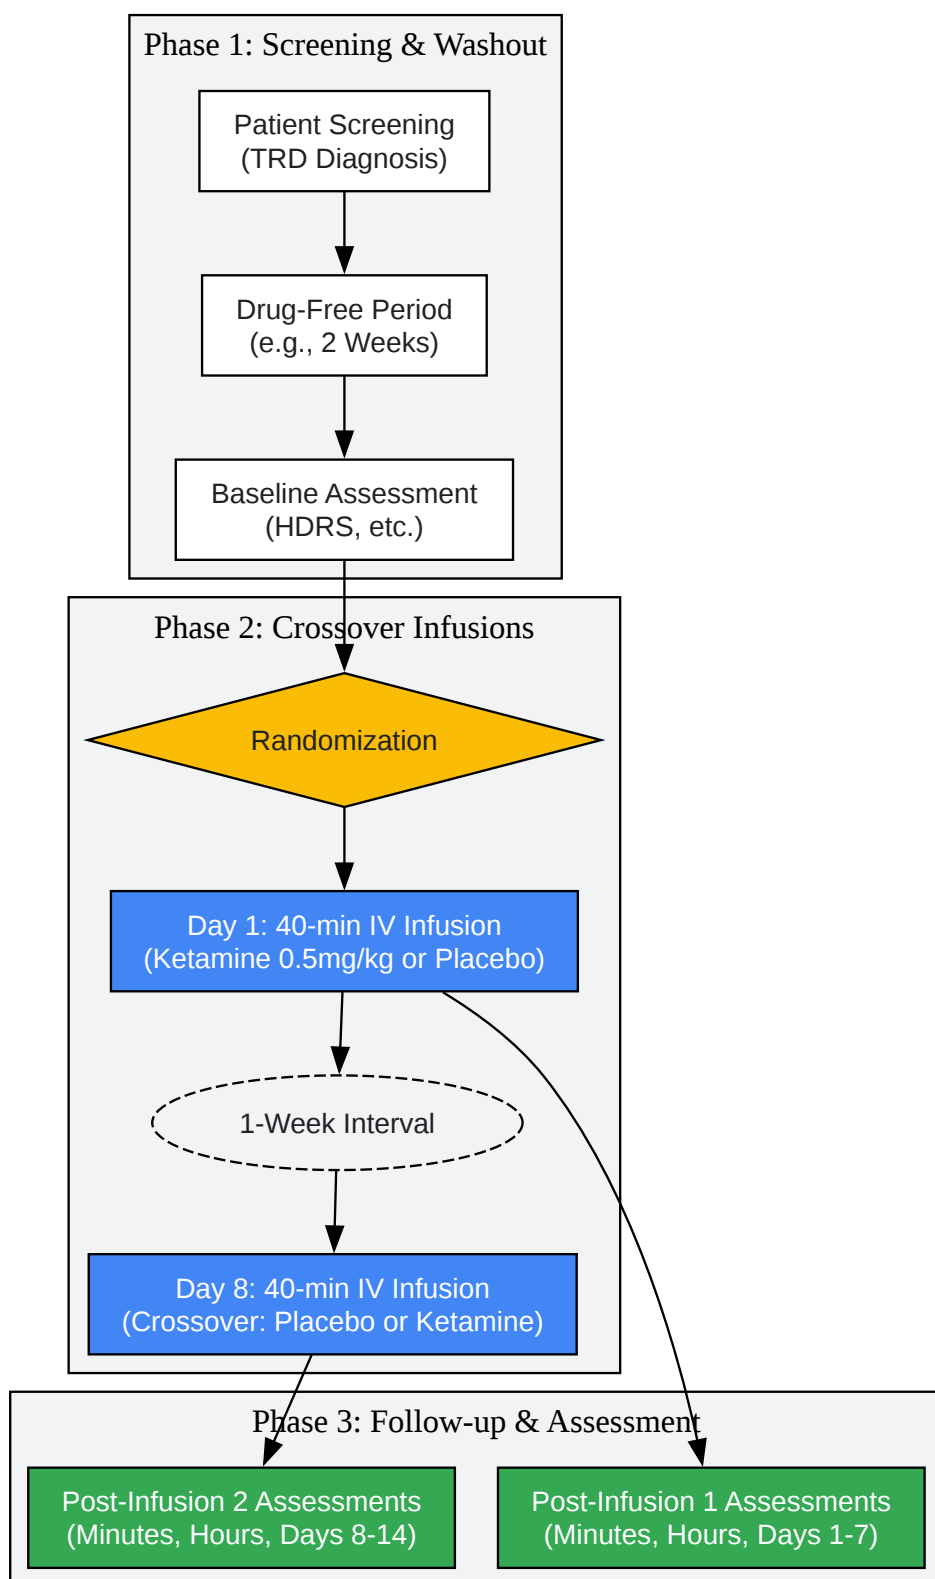 Phase 1: Screening & Washout
Patient Screening
(TRD Diagnosis)
Drug-Free Period
(e.g., 2 Weeks)
Baseline Assessment
(HDRS, etc.)
Phase 2: Crossover Infusions
Randomization
Day 1: 40-min IV Infusion
(Ketamine 0.5mg/kg or Placebo)
1-Week Interval
Day 8: 40-min IV Infusion
(Crossover: Placebo or Ketamine)
Phase 3: Follow-up & Assessment
Post-Infusion 2 Assessments
(Minutes, Hours, Days 8-14)
Post-Infusion 1 Assessments
(Minutes, Hours, Days 1-7)